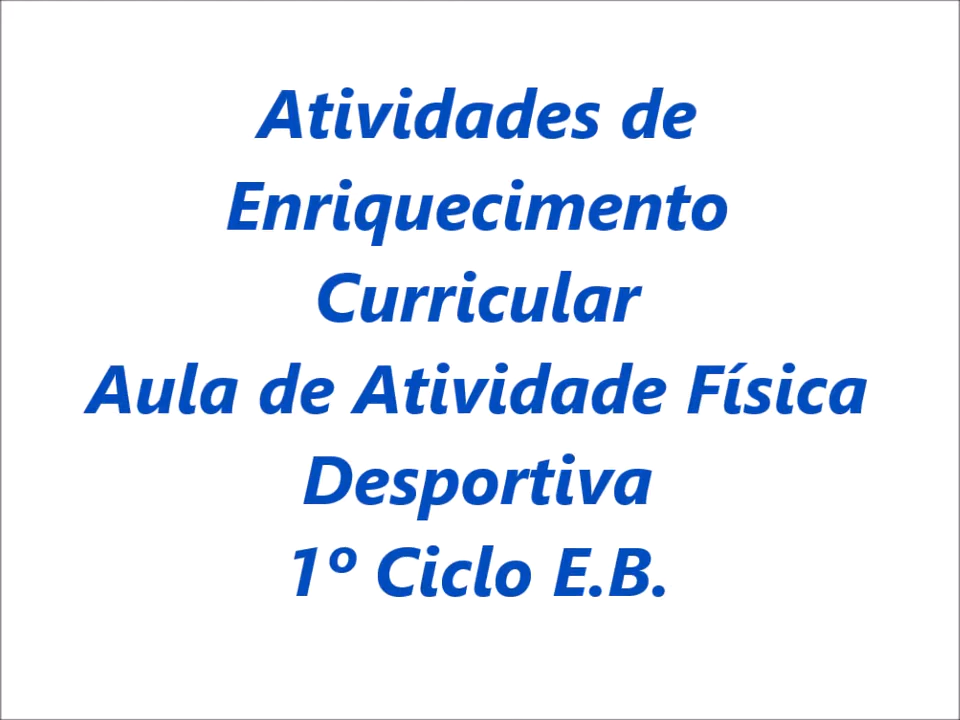 Atividades de
Enriquecimento
Curricular
Aula de Atividade Física
Desportiva
1º Ciclo E.B.